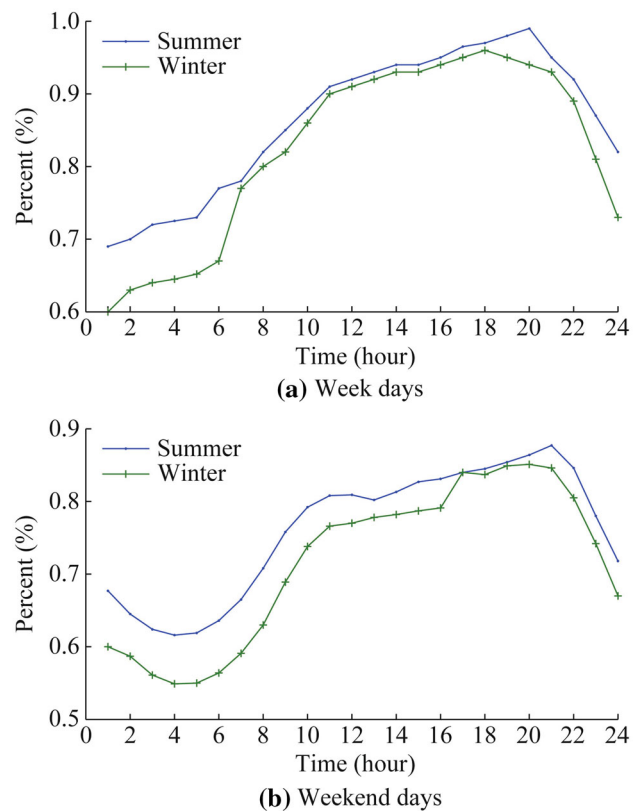 1.0
Summer
Winter
0.9
0.8
0.7
0.6
Percent (%)
0 2 4 6 8 10 12 14 16 18 20 22 24
Time (hour)
(a) Week days
0.9
Summer
Winter
0.8
0.7
0.6
0.5
Percent (%)
0 2 4 6 8 10 12 14 16 18 20 22 24
Time (hour)
(b) Weekend days